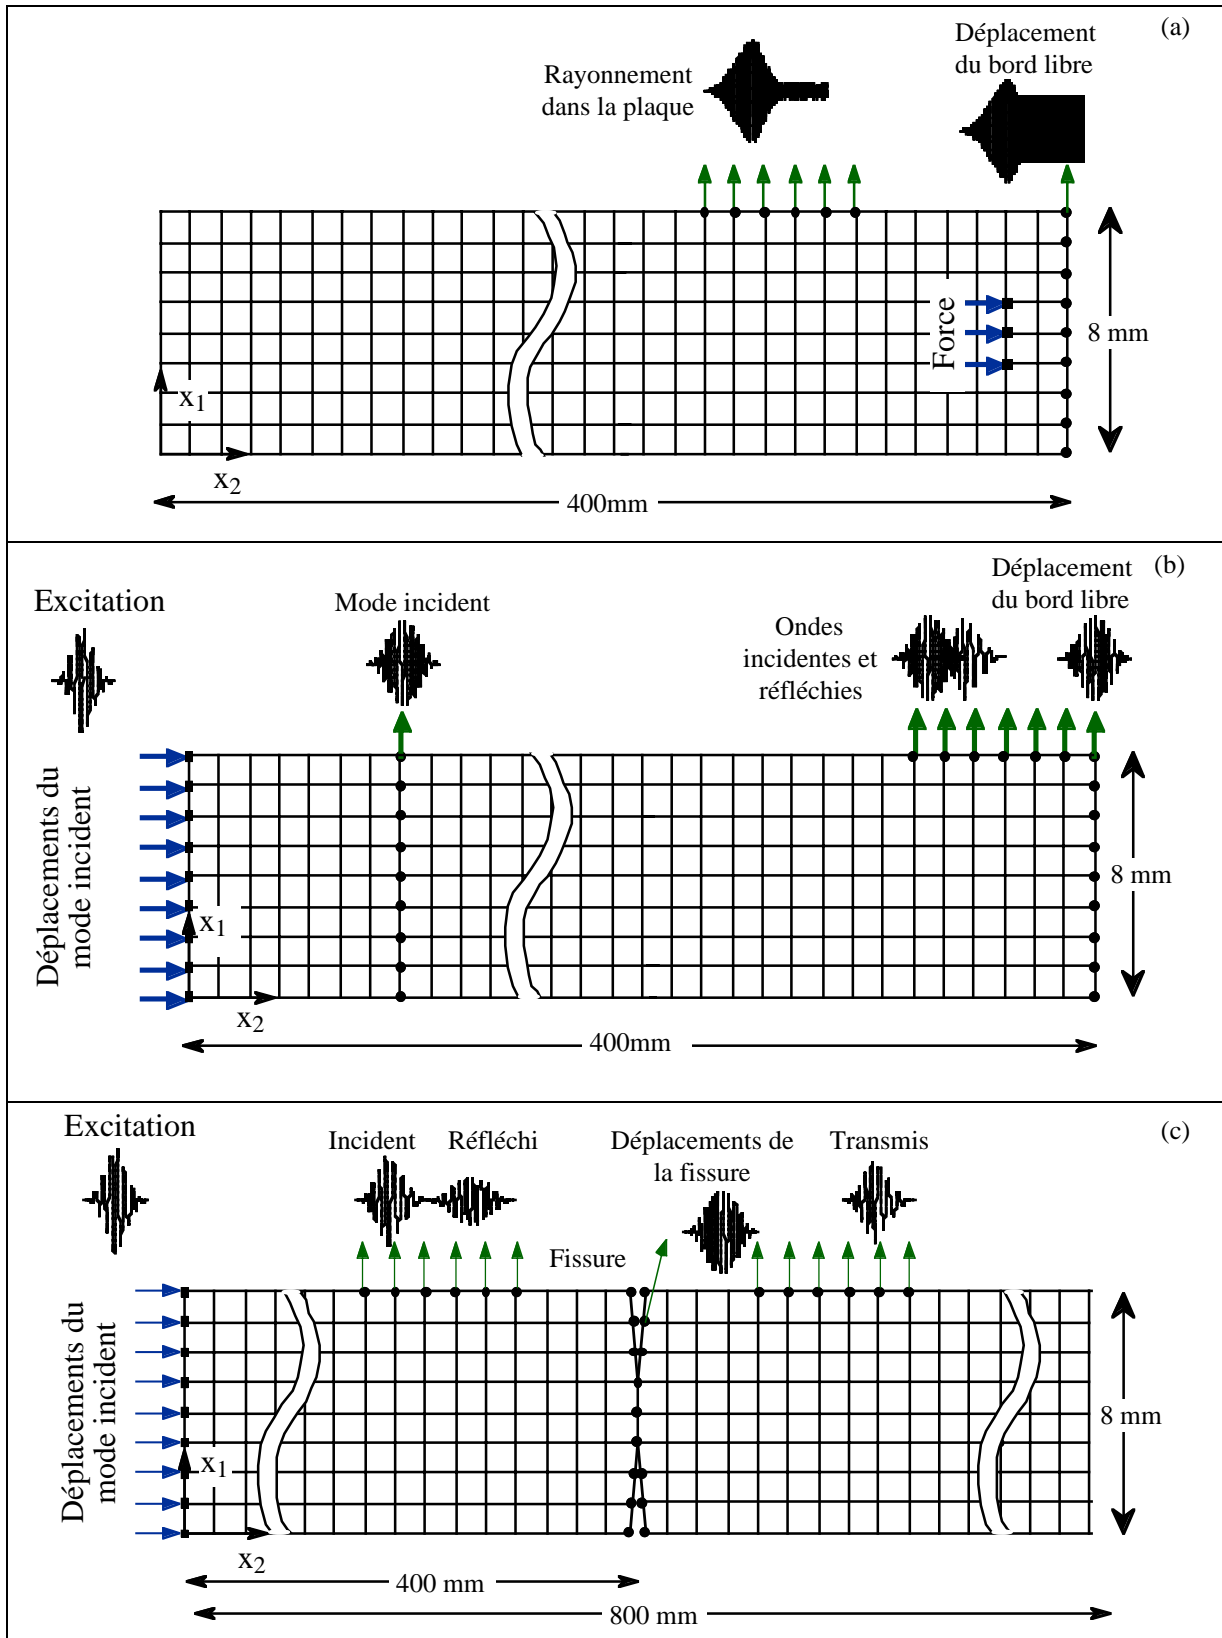 (a)
Déplacement
du bord libre
Rayonnement
dans la plaque
Force
8 mm
x1
x2
400mm
(b)
Excitation
Mode incident
Déplacement
du bord libre
Ondes
incidentes et
réfléchies
Déplacements du
mode incident
x1
8 mm
x2
400mm
(c)
Excitation
Incident
Réfléchi
Déplacements de
la fissure
Transmis
Fissure
Déplacements du
mode incident
8 mm
x1
x2
400 mm
800 mm